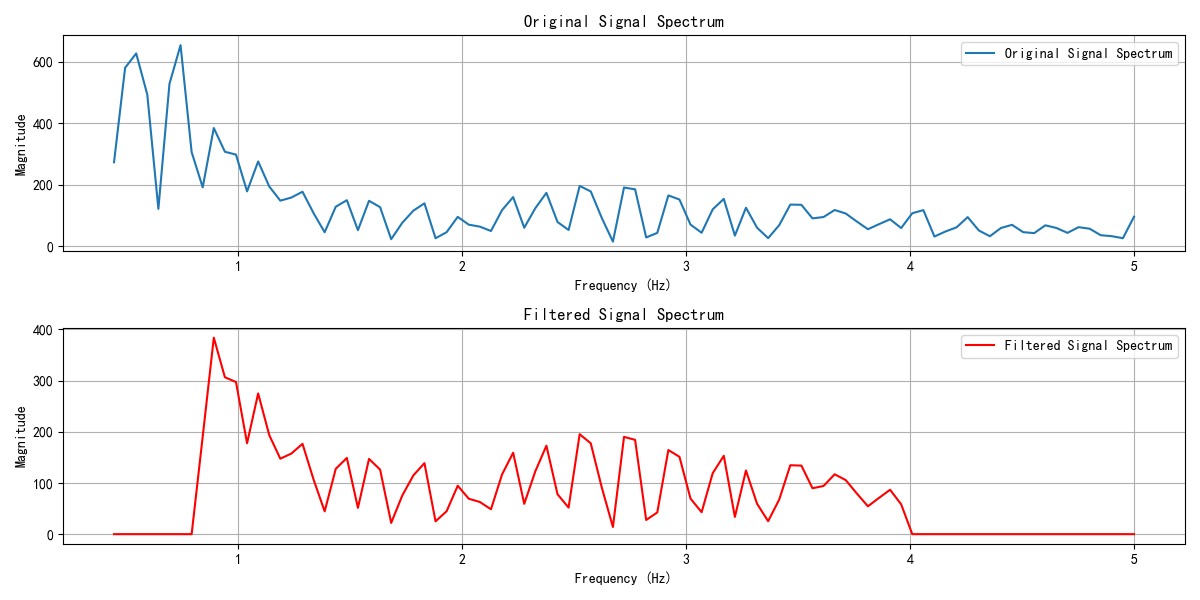 Original Signal Spectrum
Original Signal Spectrum
Magnitude
600
400
200
0
1 2 3 4 5
Frequency (Hz)
Filtered Signal Spectrum
Filtered Signal Spectrum
Magnitude
400
300
200
100
0
1 2 3 4 5
Frequency (Hz)